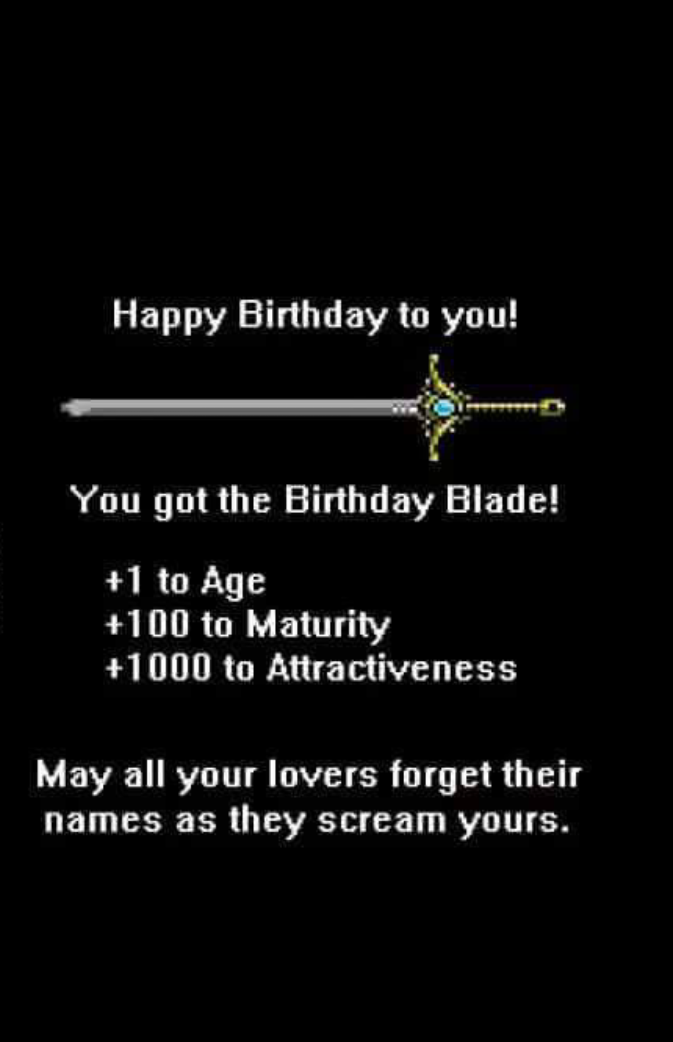 Happy Birthday to you!
You got the Birthday Blade!
+1 to Age
+100 to Maturity
+1000 to Attractiveness
May all your lovers forget their
names as they scream yours.